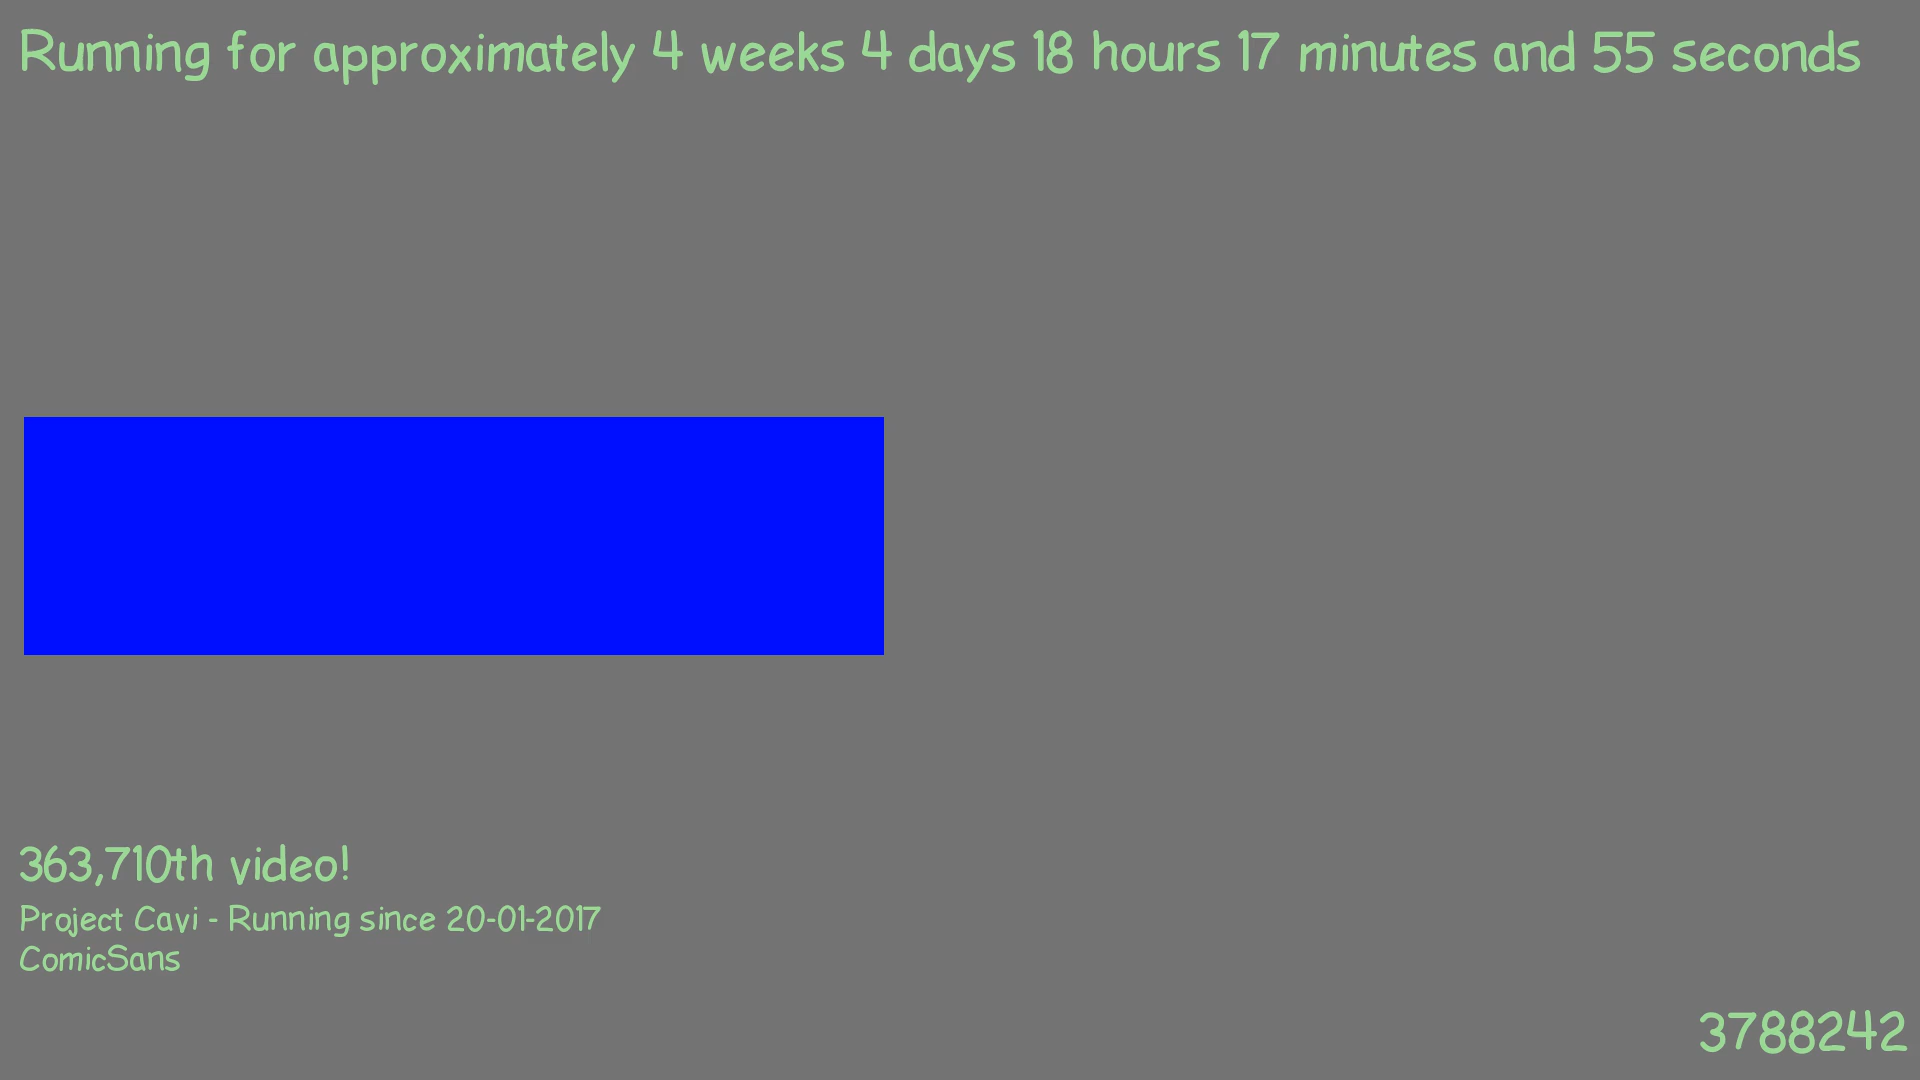 Running for approximately 4 weeks 4 days 18 hours 17 minutes and 55 seconds
363,710th video!
Project Cavi - Running since 20-01-2017
ComicSans
3788242